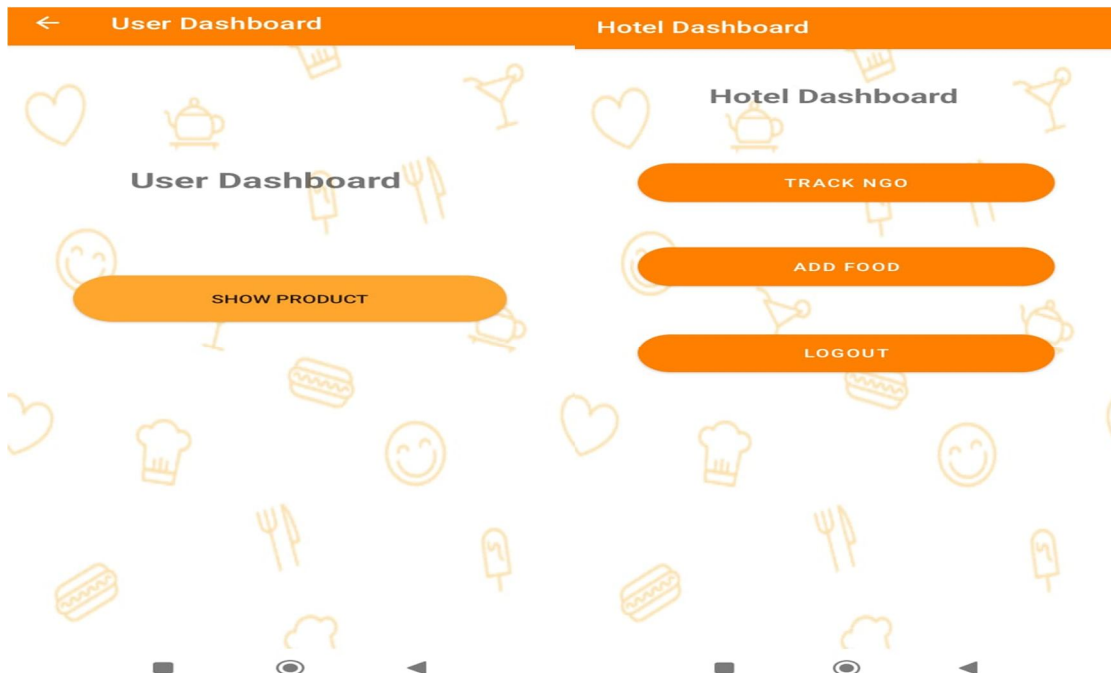 User Dashboard
User Dashboard
SHOW PRODUCT
Hotel Dashboard
Hotel Dashboard
TRACK NGO
ADD FOOD
LOGOUT